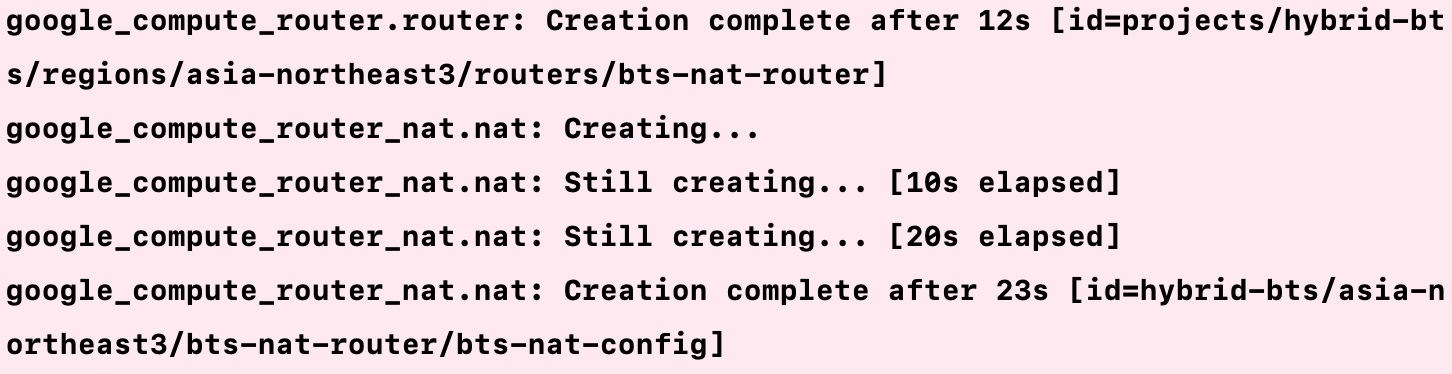 google_compute_router.router: Creation complete after 12s [id=projects/hybrid-bt
s/regions/asia-northeast3/routers/bts-nat-router]
google_compute_router_nat.nat: Creating...
google_compute_router_nat.nat: Still creating... [10s elapsed]
google_compute_router_nat.nat: Still creating... [20s elapsed]
google_compute_router_nat.nat: Creation complete after 23s [id=hybrid-bts/asia-n
ortheast3/bts-nat-router/bts-nat-config]